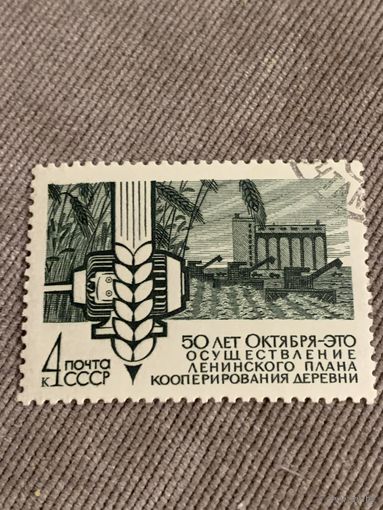 50 ЛЕТ ОКТЯБРЯ-ЭТО
ОСУЩЕСТВЛЕНИЕ
ЛЕНИНСКОГО ПЛАНА
КООПЕРИРОВАНИЯ ДЕРЕВНИ
4 К ПОЧТА
СССР